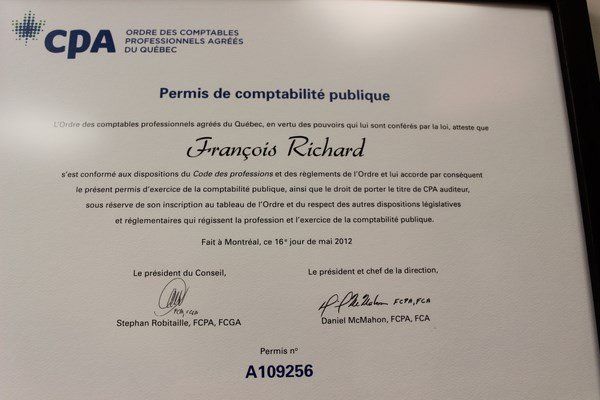 CPA
ORDRE DES COMPTABLES
PROFESSIONNELS AGRÉÉS
DU QUÉBEC
Permis de comptabilité publique
L'Ordre des comptables professionnels agréés du Québec, en vertu des pouvoirs qui lui sont conférés par la loi, atteste que
François Richard
s'est conformé aux dispositions du Code des professions et des règlements de l'Ordre et lui accorde par conséquent
le présent permis d'exercice de la comptabilité publique, ainsi que le droit de porter le titre de CPA auditeur,
sous réserve de son inscription au tableau de l'Ordre et du respect des autres dispositions législatives
et réglementaires qui régissent la profession et l'exercice de la comptabilité publique.
Fait à Montréal, ce 16e jour de mai 2012
Le président du Conseil,
FCPA, FCGA
Stephan Robitaille, FCPA, FCGA
Le président et chef de la direction,
McMahon FCPA, FCA
Daniel McMahon, FCPA, FCA
Permis nº
A109256